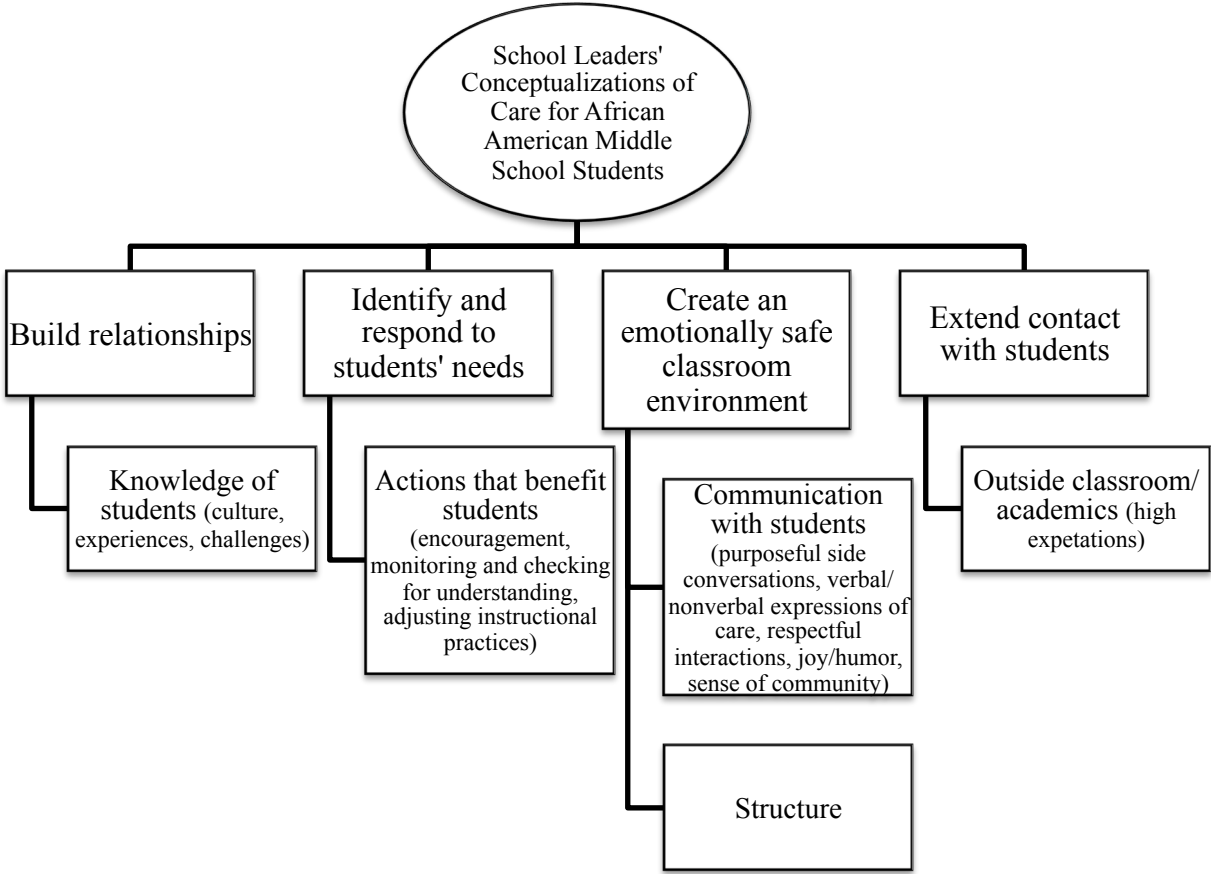 School Leaders'
Conceptualizations of
Care for African
American Middle
School Students
Build relationships
Identify and
respond to
students' needs
Create an
emotionally safe
classroom
environment
Extend contact
with students
Knowledge of
students (culture,
experiences, challenges)
Actions that benefit
students
(encouragement,
monitoring and checking
for understanding,
adjusting instructional
practices)
Communication
with students
(purposeful side
conversations, verbal/
nonverbal expressions of
care, respectful
interactions, joy/humor,
sense of community)
Outside classroom/
academics (high
expetations)
Structure